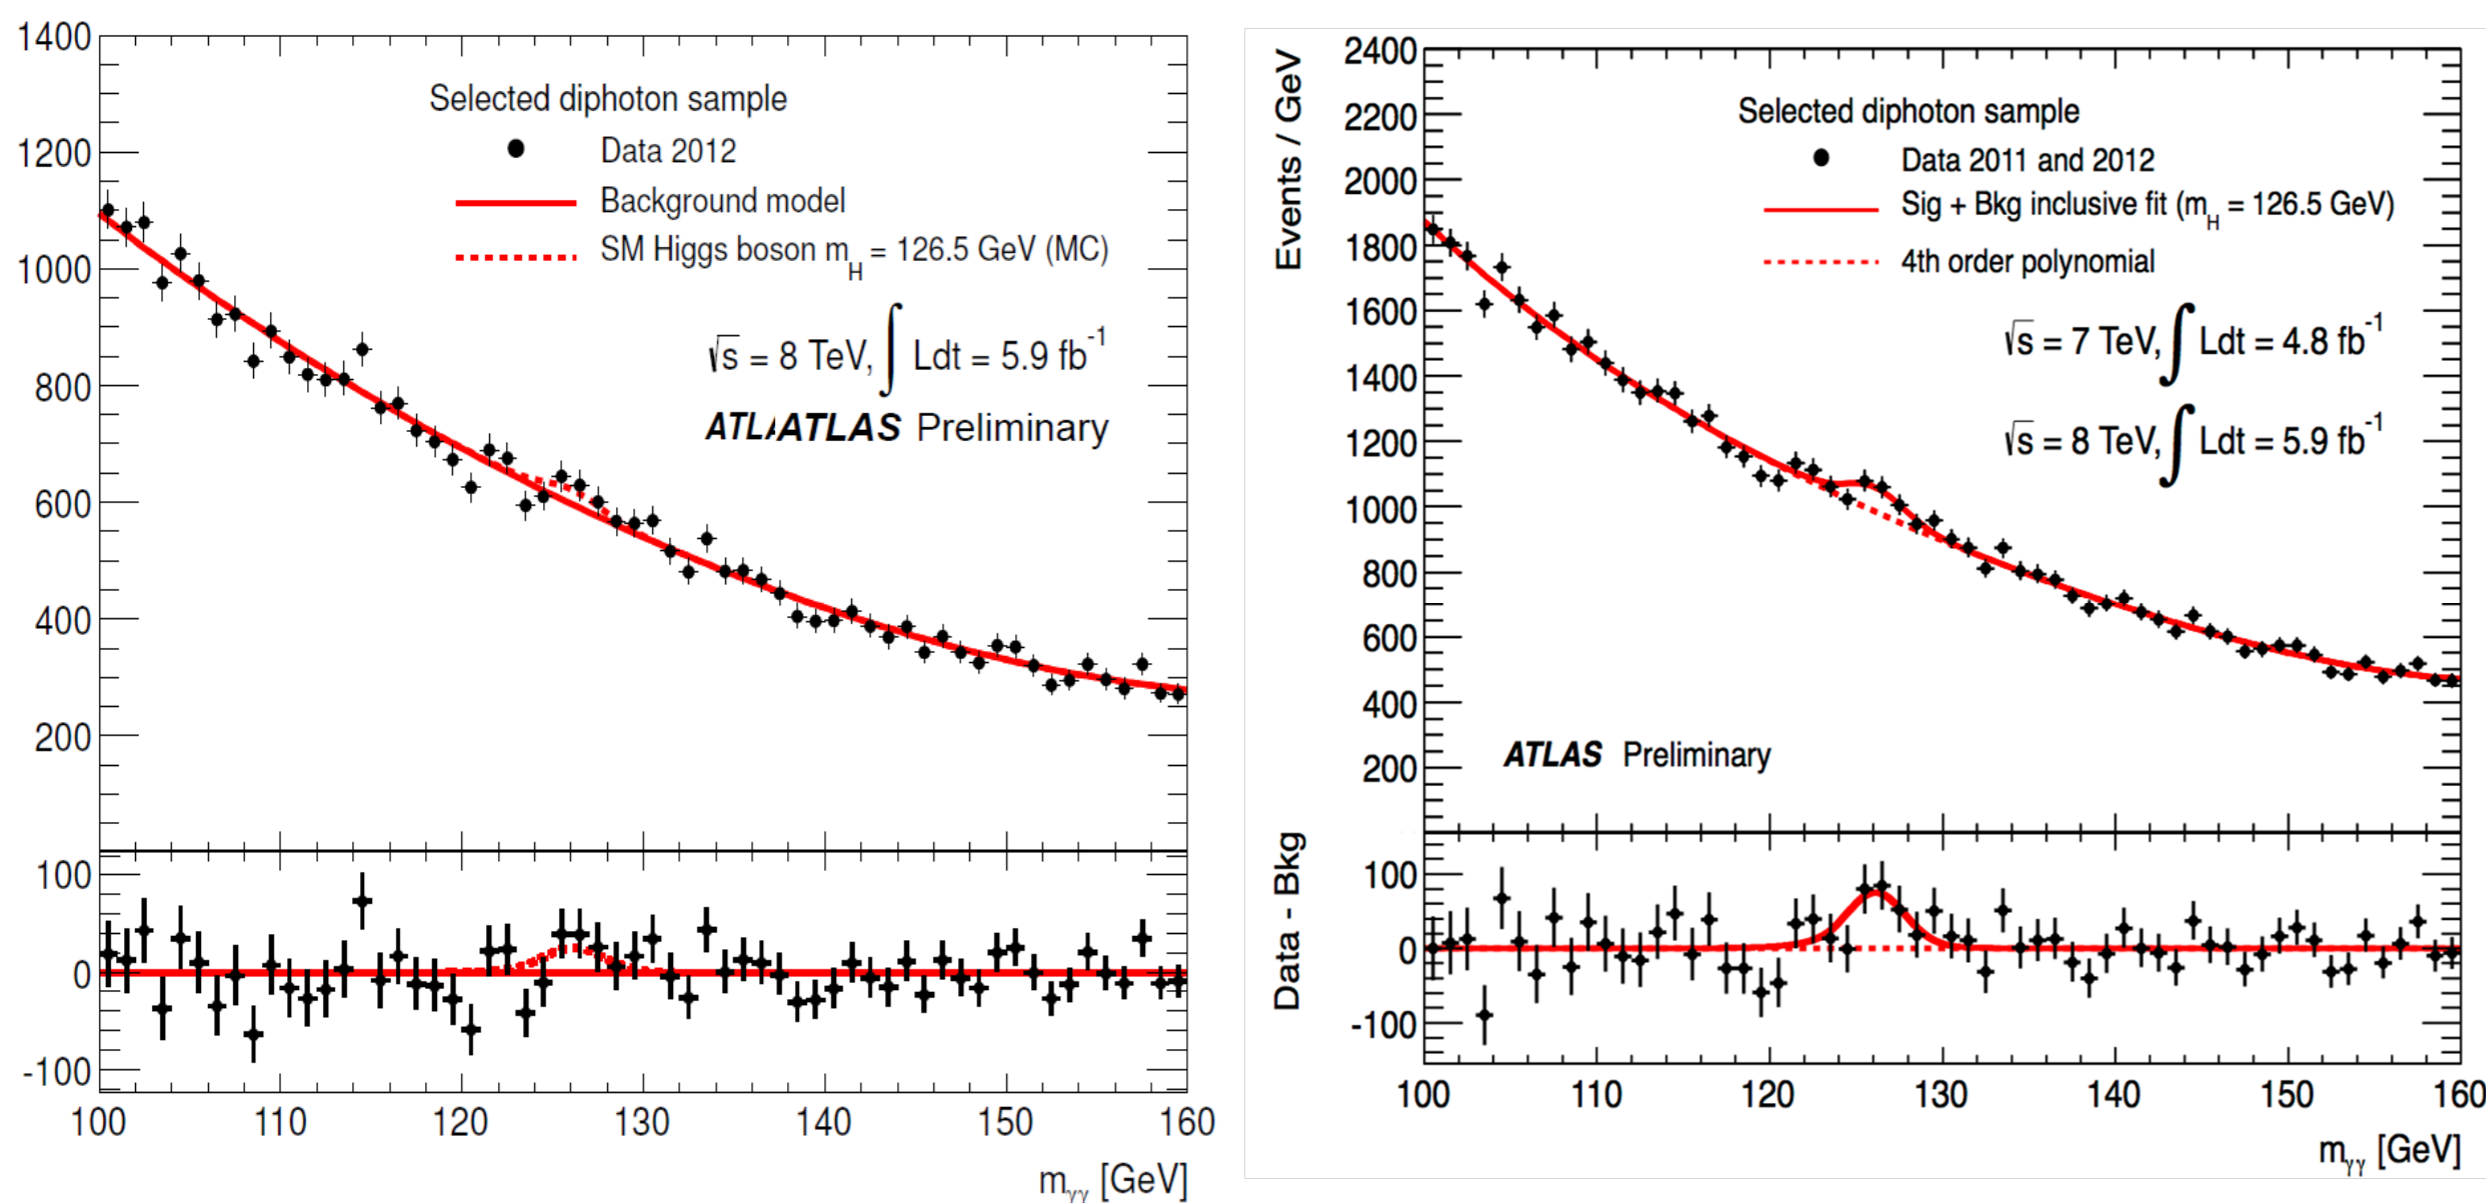 1400
1200
1000
800
600
400
200
Selected diphoton sample
Data 2012
Background model
SM Higgs boson m_H = 126.5 GeV (MC)
√s = 8 TeV, ∫ Ldt = 5.9 fb⁻¹
ATLAATLAS Preliminary
100
0
-100
100 110 120 130 140 150 160
m_γγ [GeV]
Events / GeV
2400
2200
2000
1800
1600
1400
1200
1000
800
600
400
200
Selected diphoton sample
Data 2011 and 2012
Sig + Bkg inclusive fit (m_H = 126.5 GeV)
4th order polynomial
√s = 7 TeV, ∫ Ldt = 4.8 fb⁻¹
√s = 8 TeV, ∫ Ldt = 5.9 fb⁻¹
ATLAS Preliminary
Data - Bkg
100
0
-100
100 110 120 130 140 150 160
m_γγ [GeV]